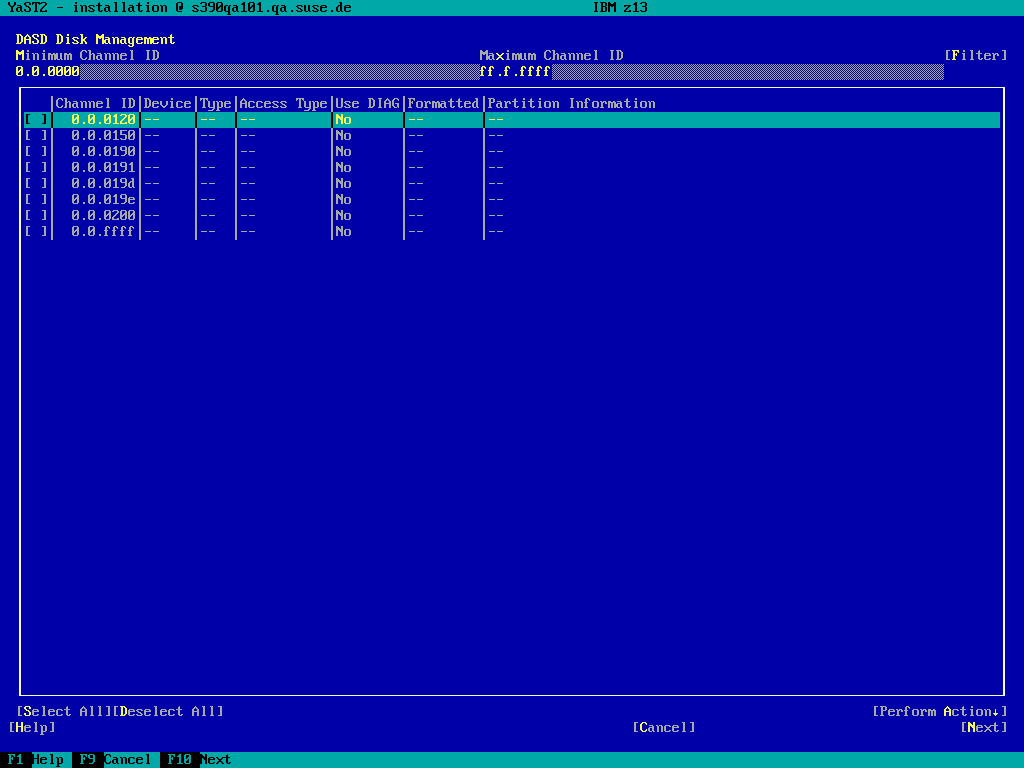 YaST2 - installation @ s390qa101.qa.suse.de IBM z13
DASD Disk Management
Minimum Channel ID Maximum Channel ID [Filter]
0.0.0000 ff.f.ffff
|Channel ID|Device|Type|Access Type|Use DIAG|Formatted|Partition Information
[ ]| 0.0.0120|-- |-- |-- |No |-- |--
[ ]| 0.0.0150|-- |-- |-- |No |-- |--
[ ]| 0.0.0190|-- |-- |-- |No |-- |--
[ ]| 0.0.0191|-- |-- |-- |No |-- |--
[ ]| 0.0.019d|-- |-- |-- |No |-- |--
[ ]| 0.0.019e|-- |-- |-- |No |-- |--
[ ]| 0.0.0200|-- |-- |-- |No |-- |--
[ ]| 0.0.ffff|-- |-- |-- |No |-- |--
[Select All][Deselect All] [Perform Action↓]
[Help] [Cancel] [Next]
F1 Help F9 Cancel F10 Next